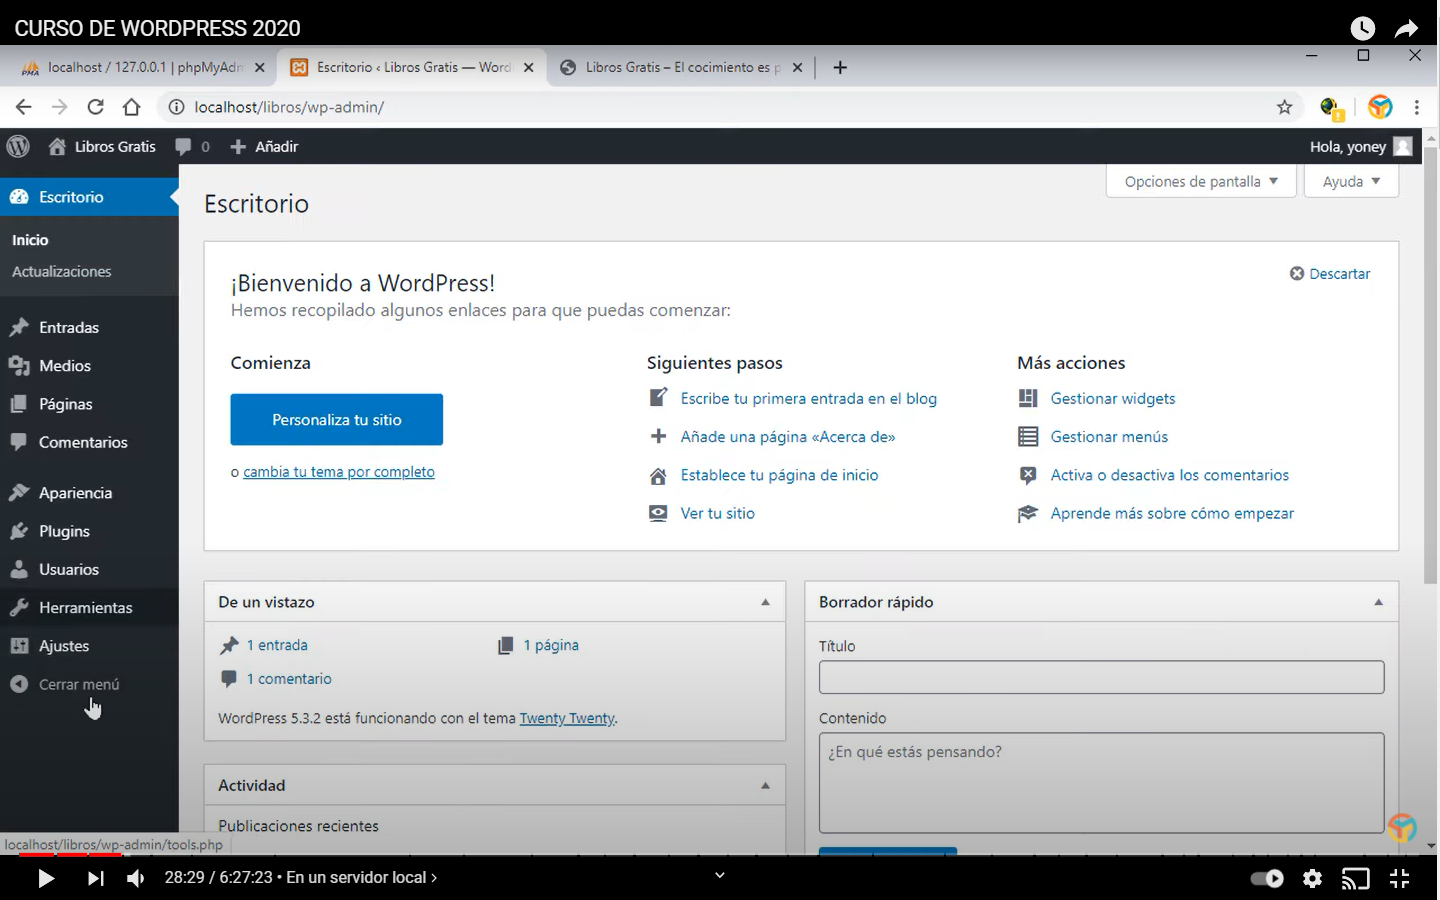 CURSO DE WORDPRESS 2020
localhost / 127.0.0.1 | phpMyAdm
Escritorio ‹ Libros Gratis — Word
Libros Gratis – El cocimiento es p
localhost/libros/wp-admin/
Libros Gratis
0
Añadir
Hola, yoney
Escritorio
Inicio
Actualizaciones
Entradas
Medios
Páginas
Comentarios
Apariencia
Plugins
Usuarios
Herramientas
Ajustes
Cerrar menú
Opciones de pantalla
Ayuda
Escritorio
¡Bienvenido a WordPress!
Descartar
Hemos recopilado algunos enlaces para que puedas comenzar:
Comienza
Personaliza tu sitio
o cambia tu tema por completo
Siguientes pasos
Escribe tu primera entrada en el blog
Añade una página «Acerca de»
Establece tu página de inicio
Ver tu sitio
Más acciones
Gestionar widgets
Gestionar menús
Activa o desactiva los comentarios
Aprende más sobre cómo empezar
De un vistazo
1 entrada
1 página
1 comentario
WordPress 5.3.2 está funcionando con el tema Twenty Twenty.
Actividad
Publicaciones recientes
Borrador rápido
Título
Contenido
¿En qué estás pensando?
localhost/libros/wp-admin/tools.php
28:29 / 6:27:23 • En un servidor local ›